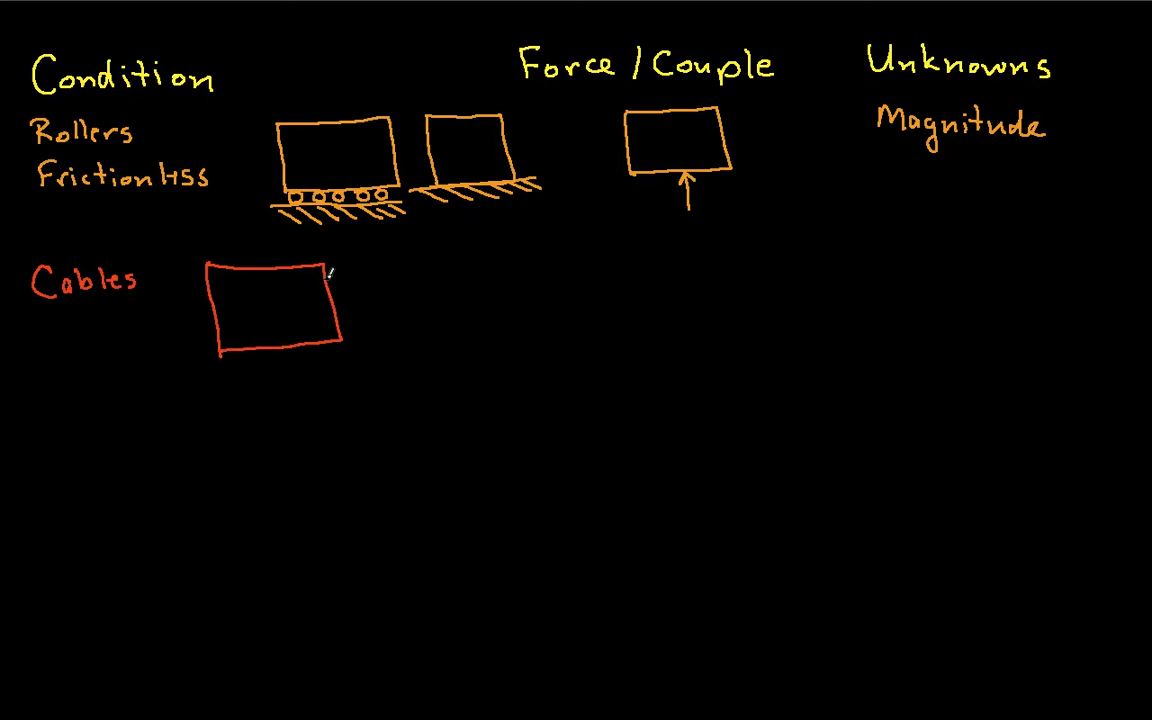 Condition Force / Couple Unknowns
Rollers Magnitude
Frictionless
Cables